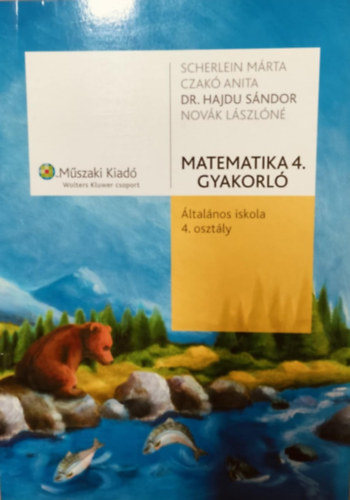 SCHERLEIN MÁRTA
CZAKÓ ANITA
DR. HAJDU SÁNDOR
NOVÁK LÁSZLÓNÉ
Műszaki Kiadó
Wolters Kluwer csoport
MATEMATIKA 4.
GYAKORLÓ
Általános iskola
4. osztály